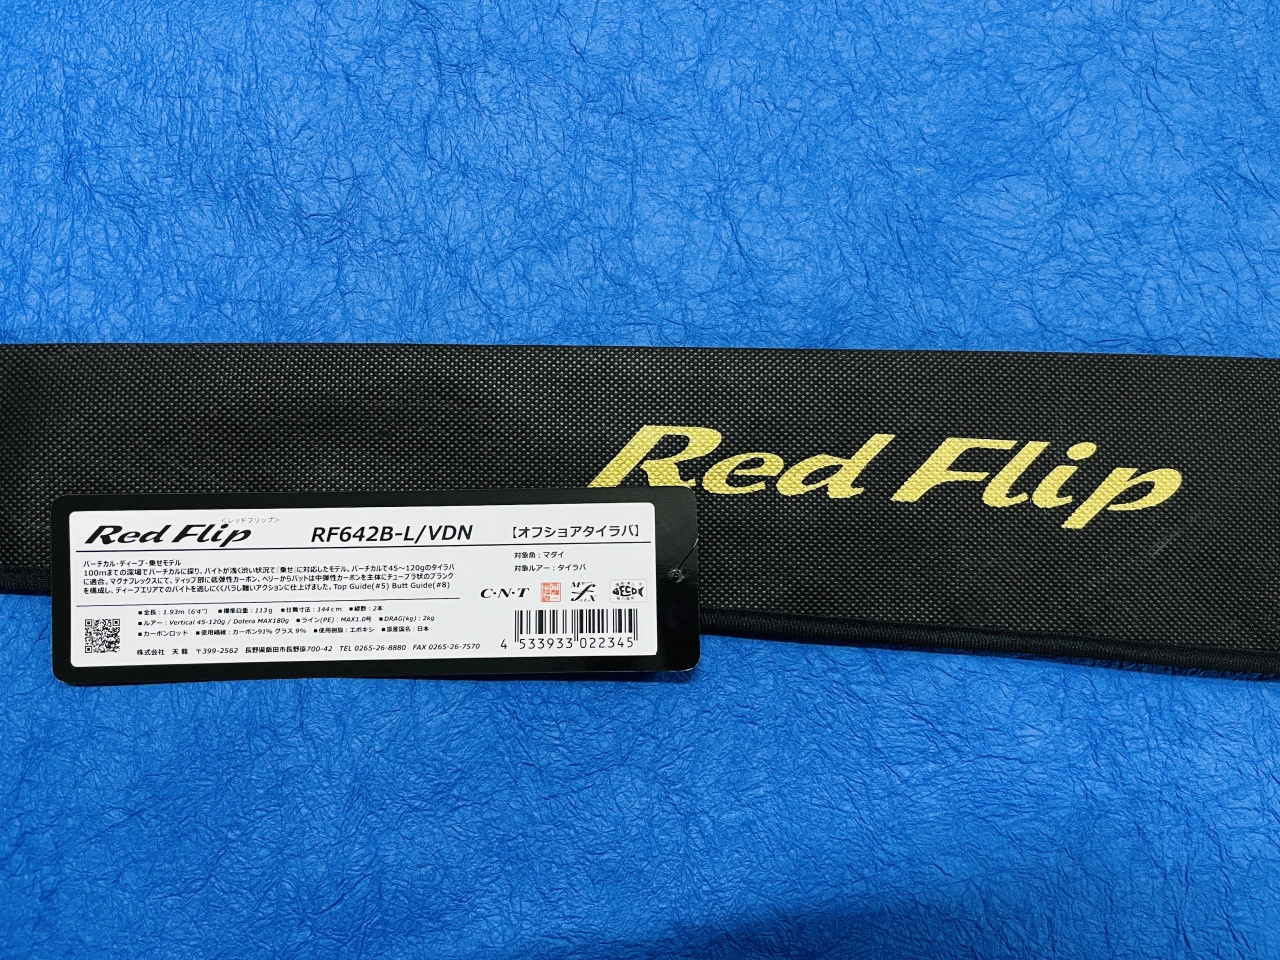 Red Flip
Red Flip
<レッドフリップ>
RF642B-L/VDN
【オフショアタイラバ】
バーチカル・ディープ・乗せモデル
100mまでの深場でバーチカルに探り、バイトが浅く渋い状況で『乗せ』に対応したモデル。バーチカルで45〜120gのタイラバ
に適合。マグナフレックスにて、ティップ部に低弾性カーボン、ベリーからバットは中弾性カーボンを主体にチューブラ状のブランク
を構成し、ディープエリアでのバイトを逃しにくくバラし難いアクションに仕上げました。Top Guide(#5) Butt Guide(#8)
対象魚：マダイ
対象ルアー：タイラバ
C・N・T
■全長：1.93m（6'4"） ■標準自重：113g ■仕舞寸法：144cm ■継数：2本
■ルアー：Vertical 45-120g / Dotera MAX180g ■ライン(PE)：MAX1.0号 ■DRAG(kg)：2kg
■カーボンロッド ■使用繊維：カーボン91% グラス 9% ■使用樹脂：エポキシ ■原産国名：日本
株式会社 天龍 〒399-2562 長野県飯田市長野原700-42 TEL 0265-26-8880 FAX 0265-26-7570
4 533933 022345